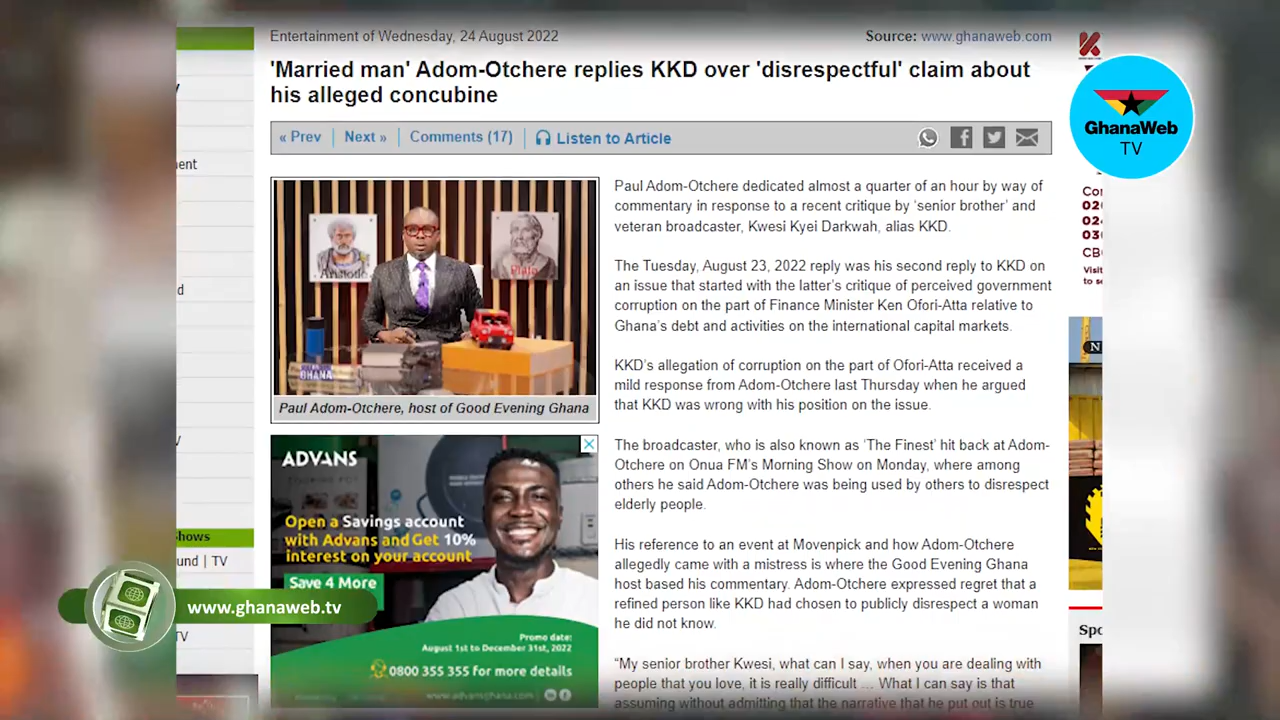 Entertainment of Wednesday, 24 August 2022
Source: www.ghanaweb.com
'Married man' Adom-Otchere replies KKD over 'disrespectful' claim about
his alleged concubine
« Prev
Next »
Comments (17)
Listen to Article
GhanaWeb
TV
Aristotle
Plato
GHANA
Paul Adom-Otchere, host of Good Evening Ghana
Paul Adom-Otchere dedicated almost a quarter of an hour by way of
commentary in response to a recent critique by ‘senior brother’ and
veteran broadcaster, Kwesi Kyei Darkwah, alias KKD.
The Tuesday, August 23, 2022 reply was his second reply to KKD on
an issue that started with the latter’s critique of perceived government
corruption on the part of Finance Minister Ken Ofori-Atta relative to
Ghana’s debt and activities on the international capital markets.
KKD’s allegation of corruption on the part of Ofori-Atta received a
mild response from Adom-Otchere last Thursday when he argued
that KKD was wrong with his position on the issue.
The broadcaster, who is also known as ‘The Finest’ hit back at Adom-
Otchere on Onua FM’s Morning Show on Monday, where among
others he said Adom-Otchere was being used by others to disrespect
elderly people.
His reference to an event at Movenpick and how Adom-Otchere
allegedly came with a mistress is where the Good Evening Ghana
host based his commentary. Adom-Otchere expressed regret that a
refined person like KKD had chosen to publicly disrespect a woman
he did not know.
“My senior brother Kwesi, what can I say, when you are dealing with
people that you love, it is really difficult ... What I can say is that
assuming without admitting that the narrative that he put out is true
ADVANS
Open a Savings account
with Advans and Get 10%
interest on your account
Save 4 More
Promo date:
August 1st to December 31st, 2022
0800 355 355 for more details
www.advansghana.com
hows
und | TV
TV
www.ghanaweb.tv
ent
d
Spo